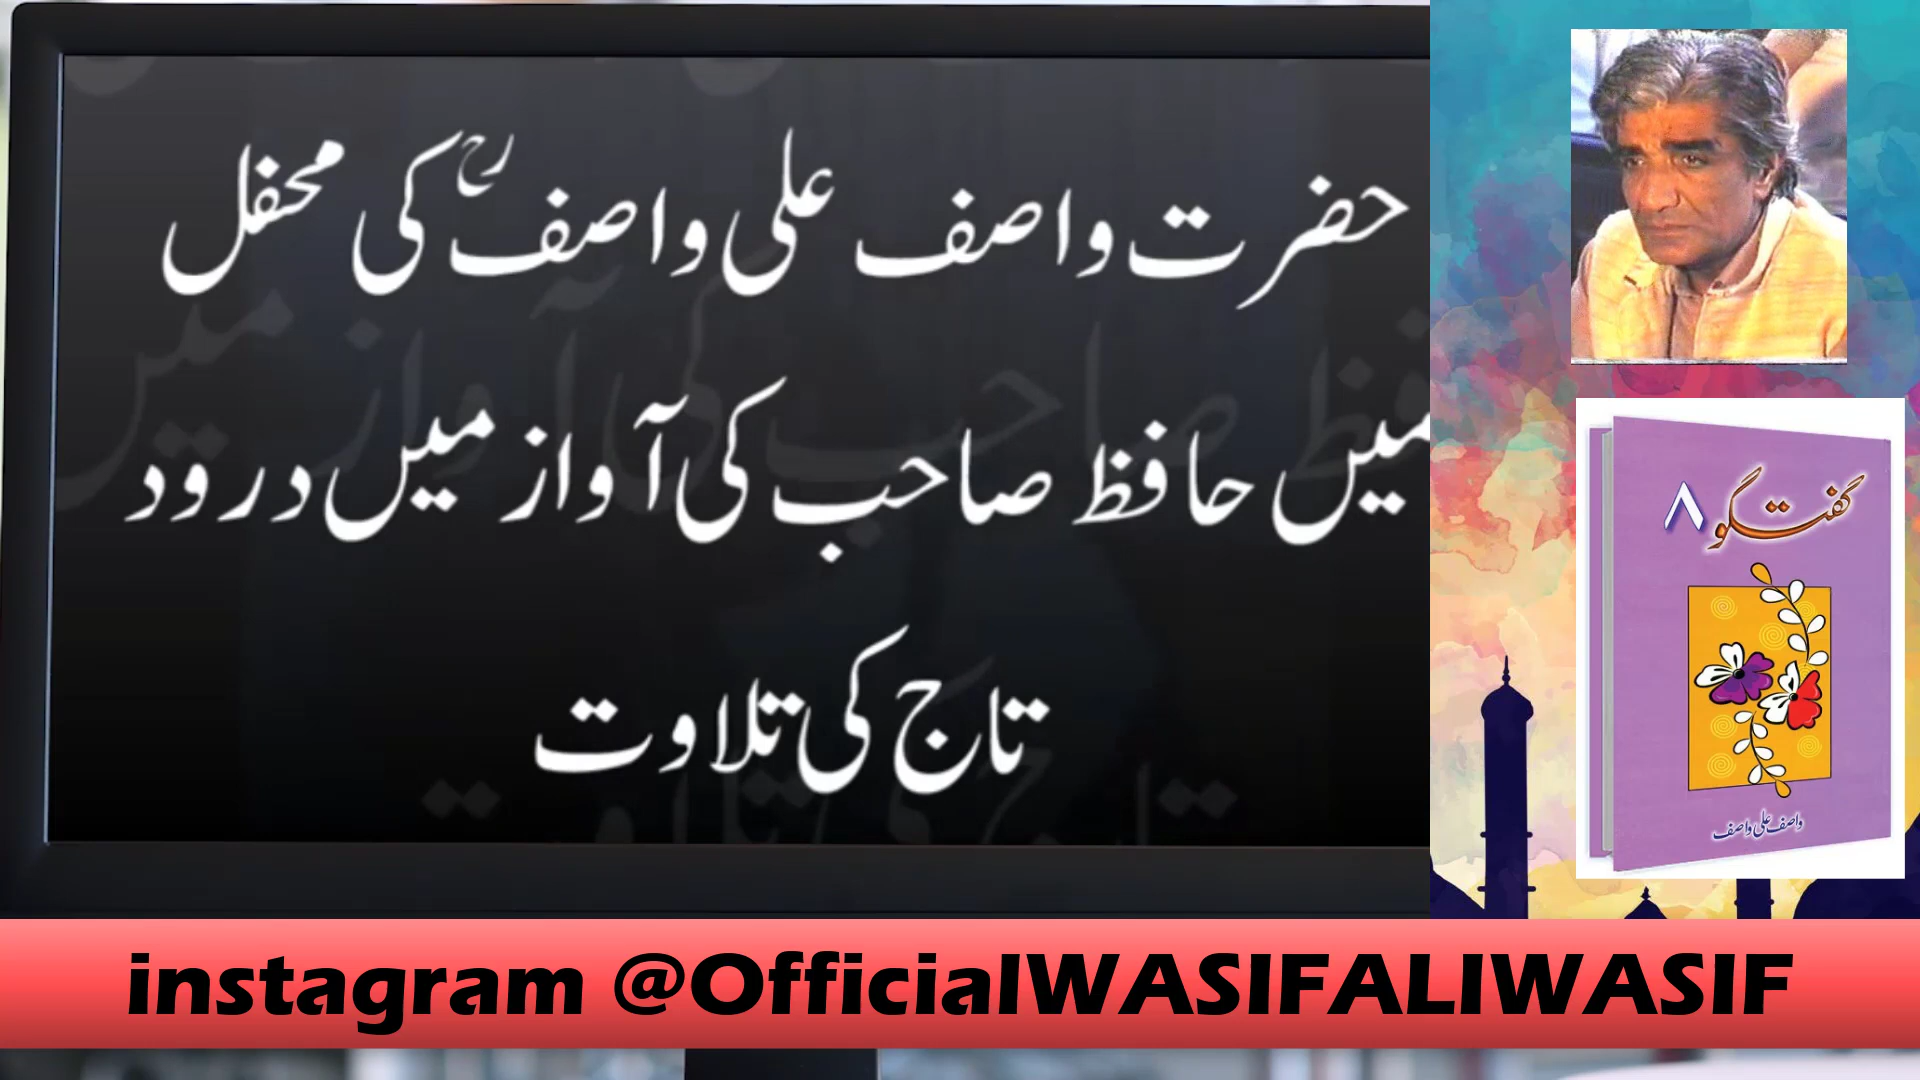 حضرت واصف علی واصفؒ کی محفل
میں حافظ صاحب کی آواز میں درود
تاج کی تلاوت
گفتگو ۸
واصف علی واصف
instagram @OfficialWASIFALIWASIF